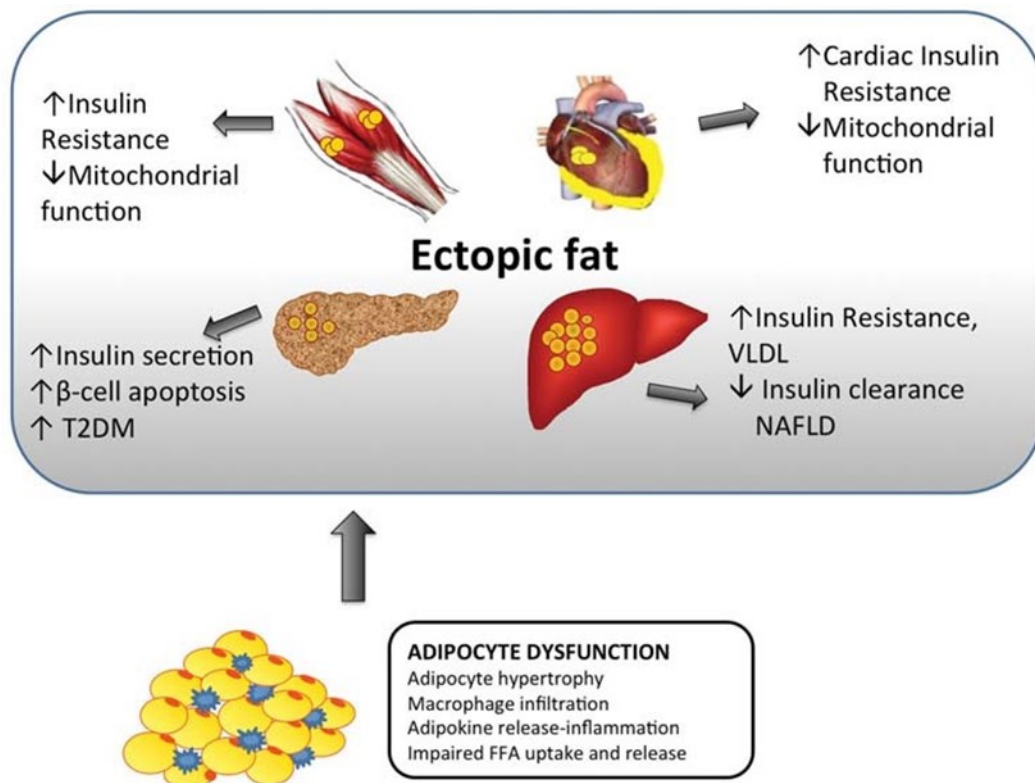 ↑Insulin
Resistance
↓Mitochondrial
function
↑Cardiac Insulin
Resistance
↓Mitochondrial
function
Ectopic fat
↑Insulin secretion
↑β-cell apoptosis
↑ T2DM
↑Insulin Resistance,
VLDL
↓ Insulin clearance
NAFLD
ADIPOCYTE DYSFUNCTION
Adipocyte hypertrophy
Macrophage infiltration
Adipokine release-inflammation
Impaired FFA uptake and release